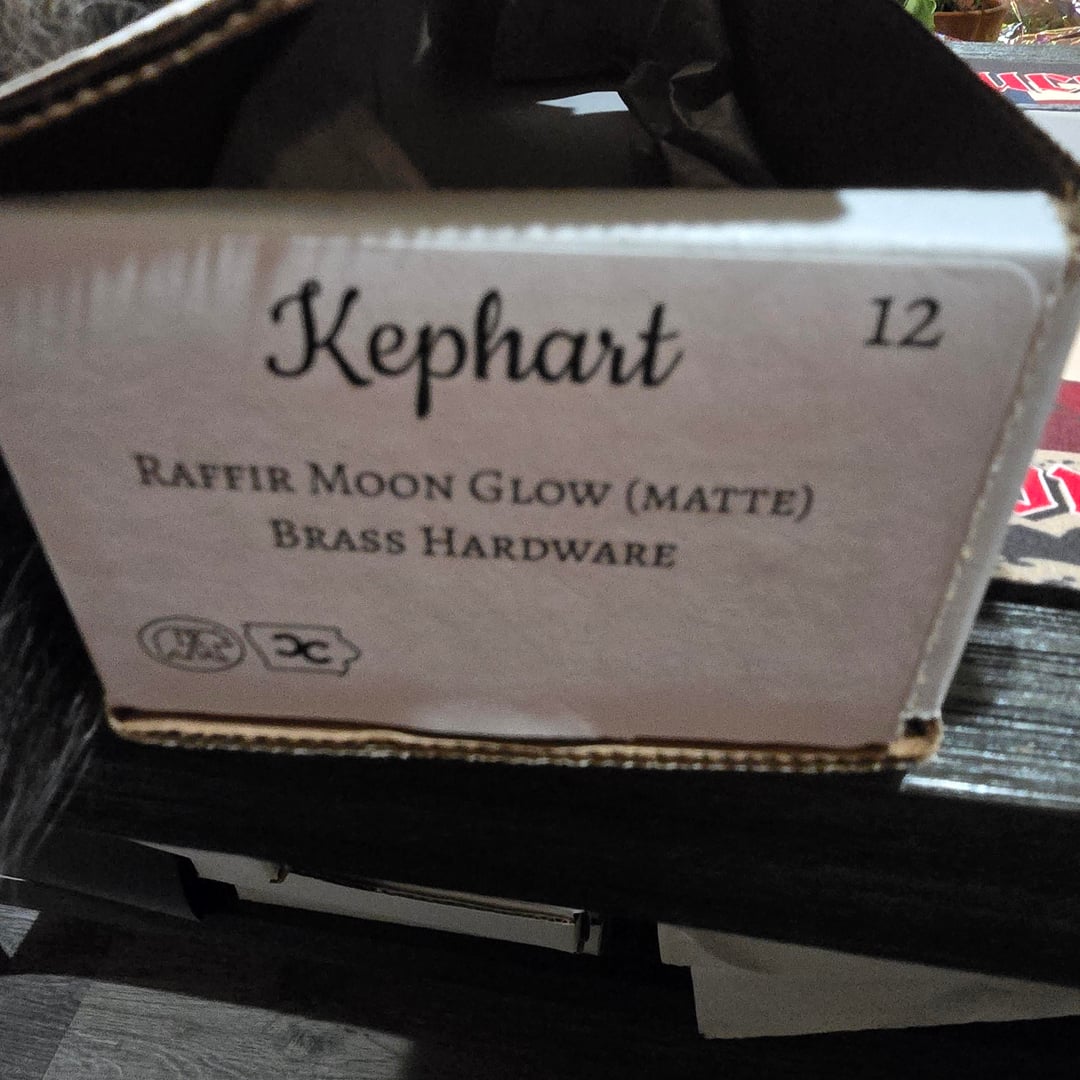 Kephart 12
RAFFIR MOON GLOW (MATTE)
BRASS HARDWARE